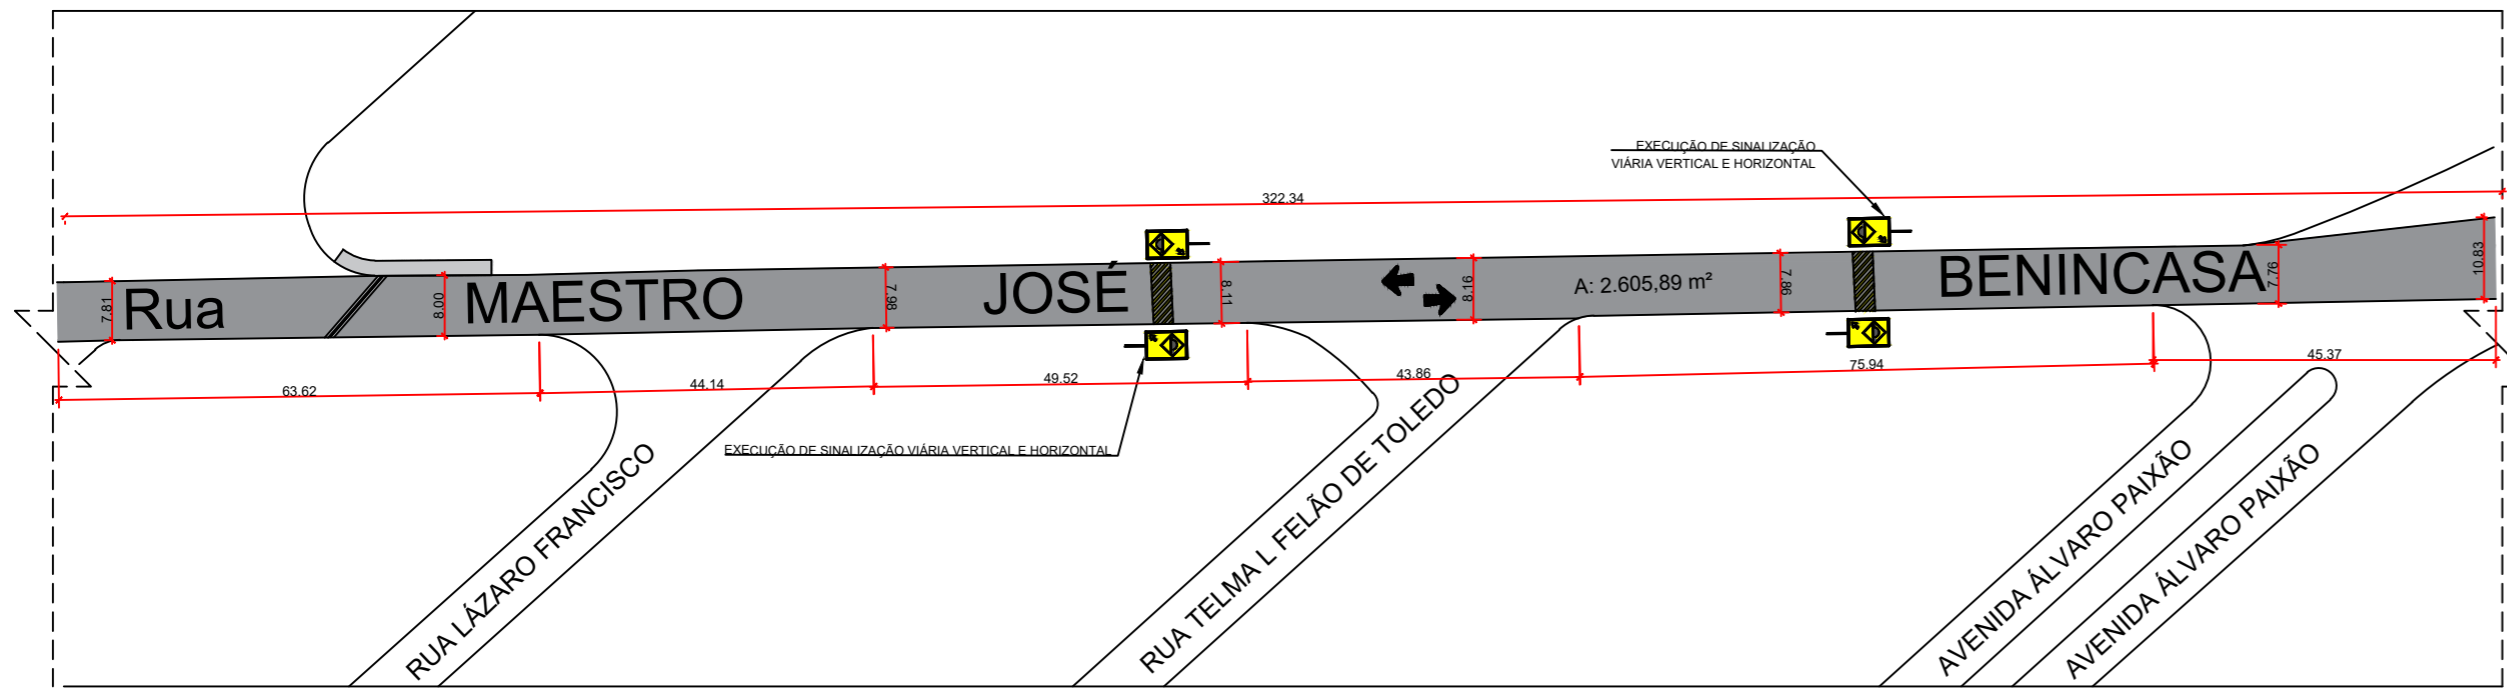 EXECUÇÃO DE SINALIZAÇÃO
VIÁRIA VERTICAL E HORIZONTAL
322.34
7.81
Rua
8.00
MAESTRO
7.98
JOSÉ
8.11
8.16
A: 2.605,89 m²
7.86
BENINCASA
7.76
10.83
63.62
44.14
49.52
43.86
75.94
45.37
EXECUÇÃO DE SINALIZAÇÃO VIÁRIA VERTICAL E HORIZONTAL
RUA LÁZARO FRANCISCO
RUA TELMA L FELÃO DE TOLEDO
AVENIDA ÁLVARO PAIXÃO
AVENIDA ÁLVARO PAIXÃO